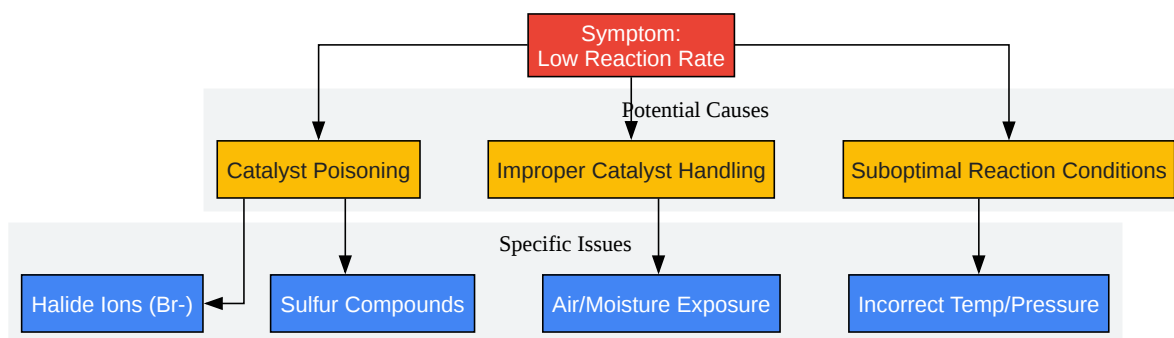 Symptom:
Low Reaction Rate
Potential Causes
Catalyst Poisoning
Improper Catalyst Handling
Suboptimal Reaction Conditions
Specific Issues
Halide Ions (Br-)
Sulfur Compounds
Air/Moisture Exposure
Incorrect Temp/Pressure